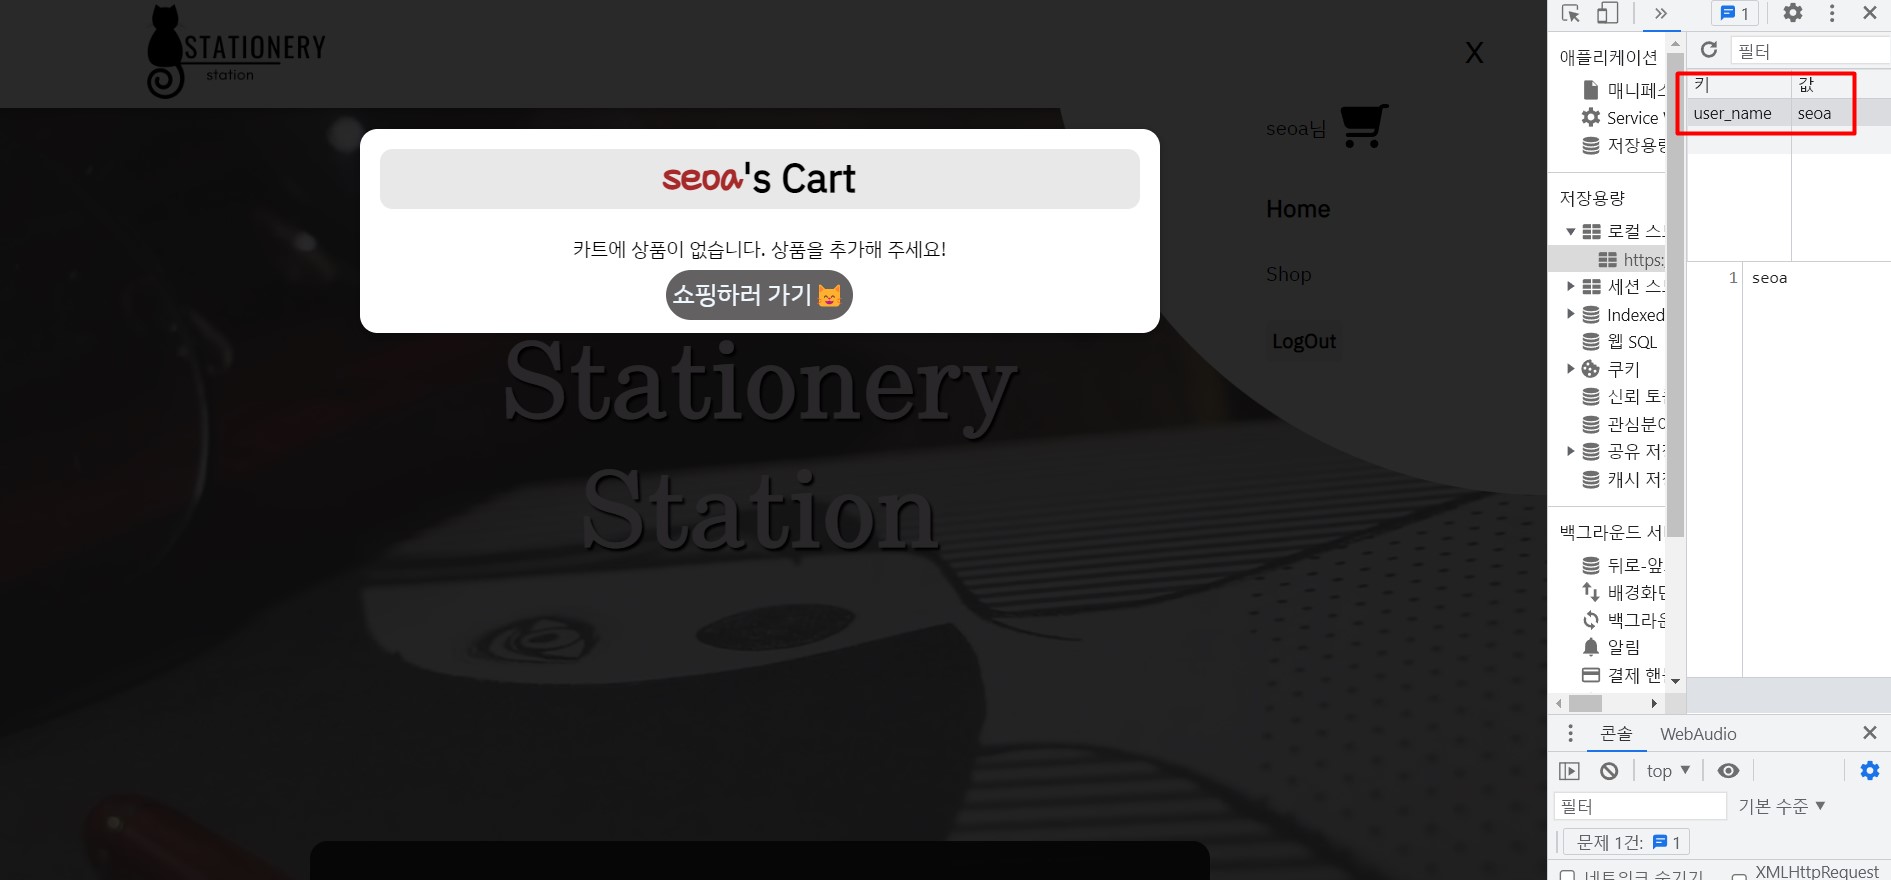 STATIONERY
station
X
seoa님
Home
Shop
LogOut
seoa's Cart
카트에 상품이 없습니다. 상품을 추가해 주세요!
쇼핑하러 가기
Stationery
Station
1
애플리케이션
매니페
Service
저장용량
저장용량
로컬 스
https:
세션 스
Indexed
웹 SQL
쿠키
신뢰 토
관심분야
공유 저
캐시 저
백그라운드 서
뒤로-앞
배경화면
백그라운
알림
결제 핸
필터
키 값
user_name seoa
1 seoa
콘솔 WebAudio
top
필터 기본 수준
문제 1건: 1
네트워크 숨기기 XMLHttpRequest